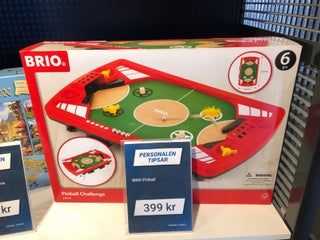 BRIO
6
Pinball Challenge
PERSONALEN
TIPSAR
BRIO Pinball
399 kr
kr